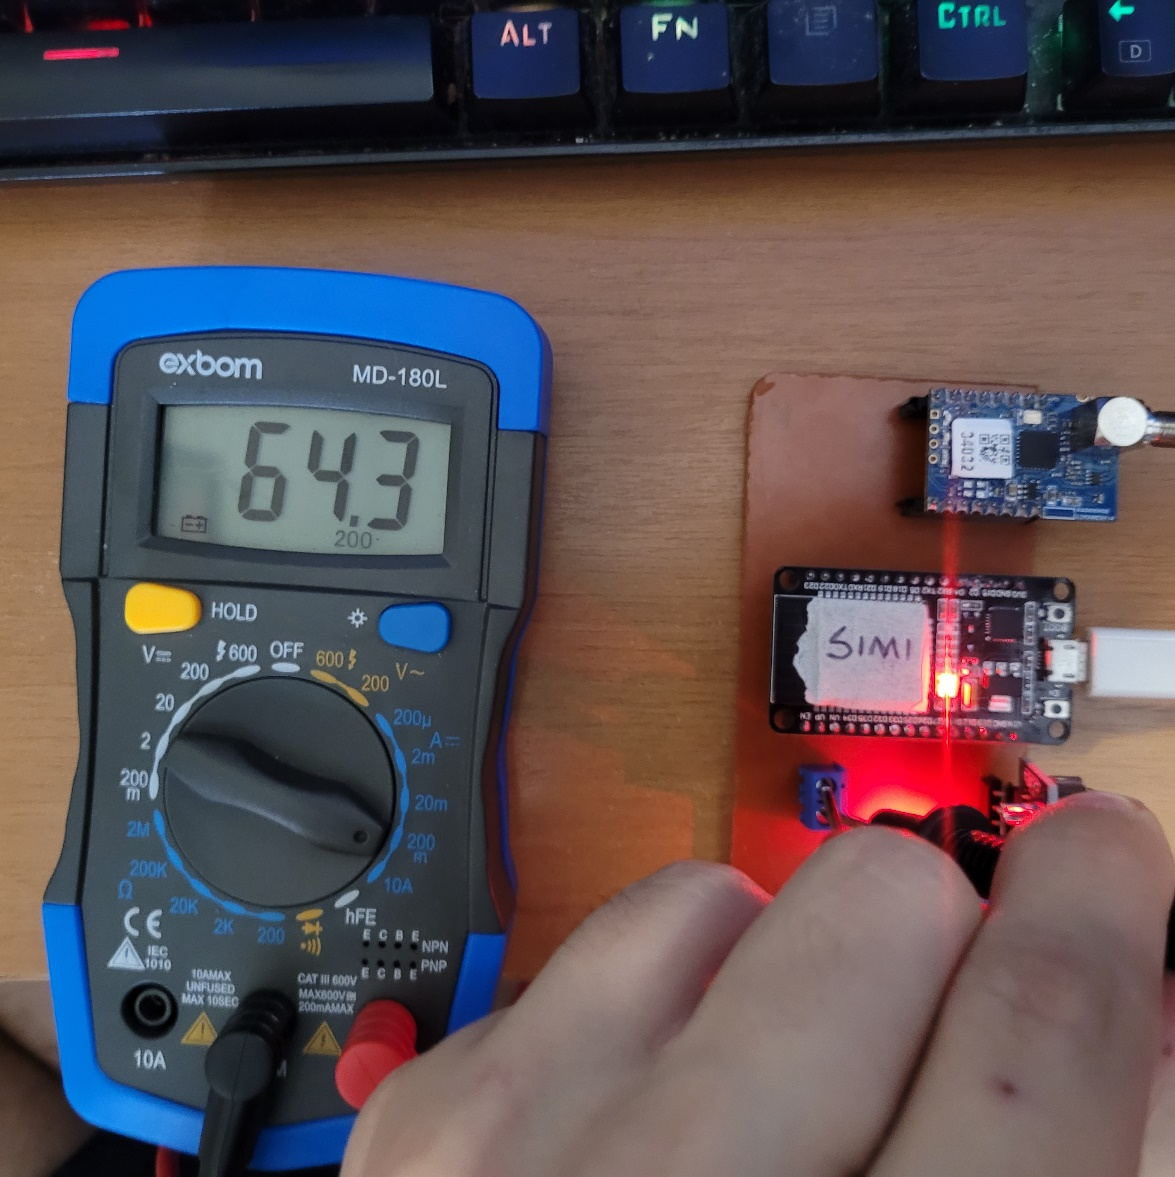 ALT
FN
CTRL
D
exbom
MD-180L
64.3
200
HOLD
OFF
V⎓
600
200
20
2
200
m
600
200
V~
200µ
A⎓
2m
20m
200
m
10A
2M
200K
Ω
20K
2K
200
hFE
E C B E
NPN
PNP
E C B E
CE
IEC
1010
10AMAX
UNFUSED
MAX 10SEC
CAT III 600V
MAX600V
200mAMAX
10A
34032
SIMI
EN